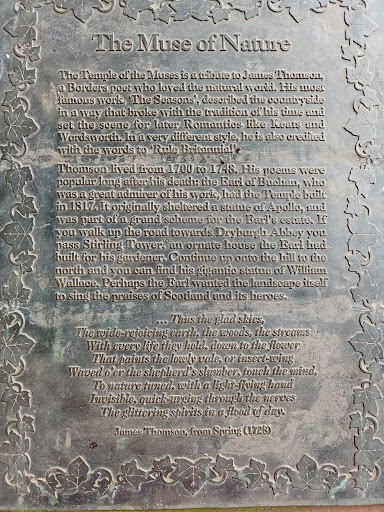 The Muse of Nature
The Temple of the Muses is a tribute to James Thomson,
a Borders poet who loved the natural world. His most
famous work, 'The Seasons', described the countryside
in a way that broke with the tradition of his time and
set the scene for later Romantics like Keats and
Wordsworth. In a very different style, he is also credited
with the words to 'Rule Britannia!'.
Thomson lived from 1700 to 1748. His poems were
popular long after his death: the Earl of Buchan, who
was a great admirer of his work, had the Temple built
in 1817. It originally sheltered a statue of Apollo, and
was part of a grand scheme for the Earl's estate. If
you walk up the road towards Dryburgh Abbey you
pass Stirling Tower, an ornate house the Earl had
built for his gardener. Continue up onto the hill to the
north and you can find his gigantic statue of William
Wallace. Perhaps the Earl wanted the landscape itself
to sing the praises of Scotland and its heroes.
... Thus the glad skies,
The wide-rejoicing earth, the woods, the streams
With every life they hold, down to the flower
That paints the lowly vale, or insect-wing
Waved o'er the shepherd's slumber, touch the mind,
To nature tuned, with a light-flying hand
Invisible, quick-urging through the nerves
The glittering spirits in a flood of day.
James Thomson, from Spring (1728)